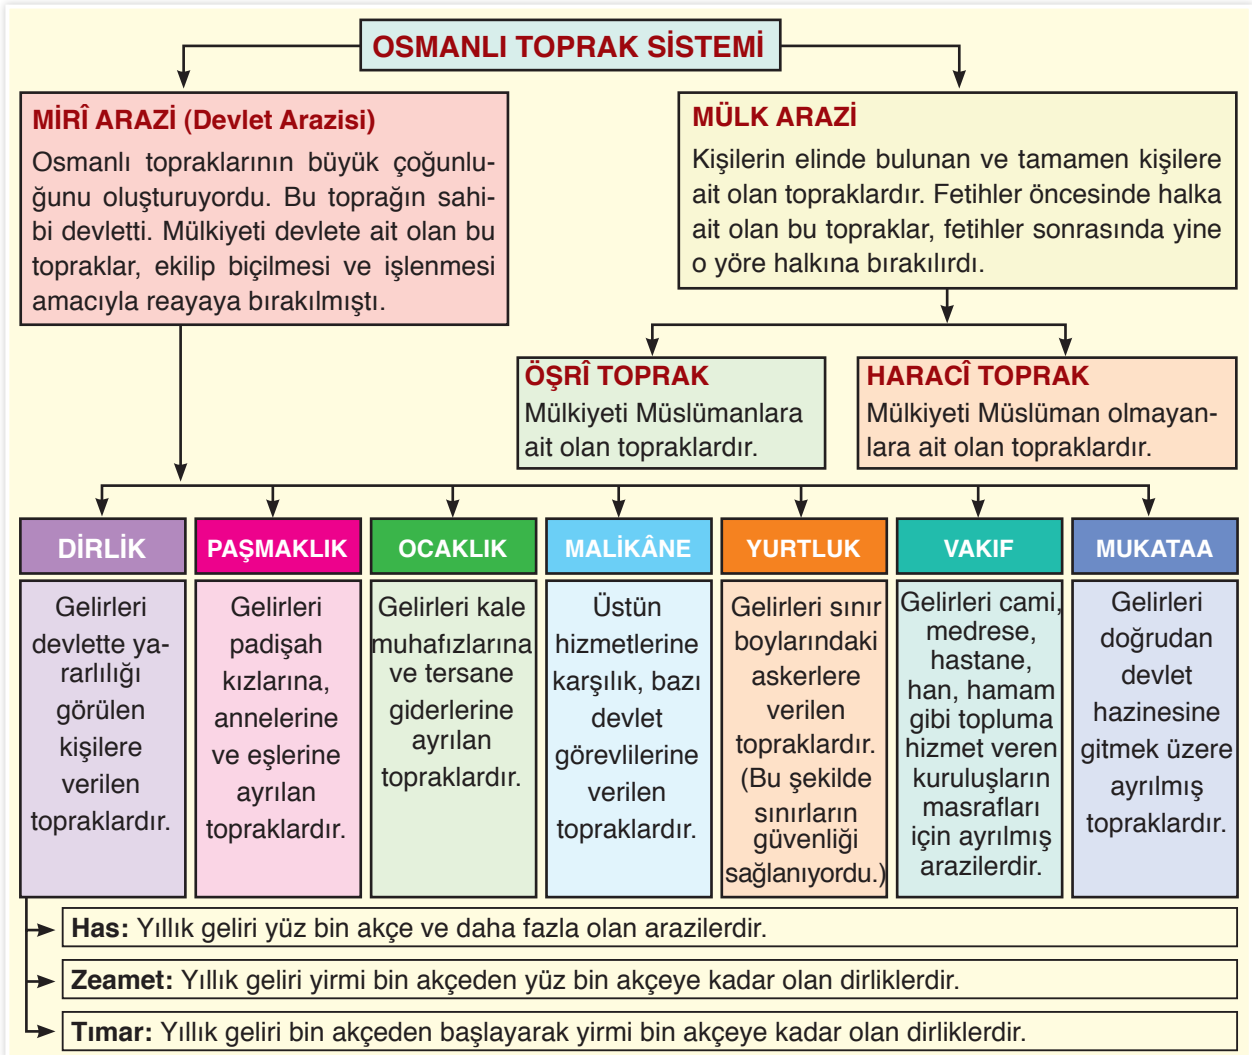 OSMANLI TOPRAK SİSTEMİ
MİRÎ ARAZİ (Devlet Arazisi)
Osmanlı topraklarının büyük çoğunlu-
ğunu oluşturuyordu. Bu toprağın sahi-
bi devletti. Mülkiyeti devlete ait olan bu
topraklar, ekilip biçilmesi ve işlenmesi
amacıyla reayaya bırakılmıştı.
MÜLK ARAZİ
Kişilerin elinde bulunan ve tamamen kişilere
ait olan topraklardır. Fetihler öncesinde halka
ait olan bu topraklar, fetihler sonrasında yine
o yöre halkına bırakılırdı.
ÖŞRÎ TOPRAK
Mülkiyeti Müslümanlara
ait olan topraklardır.
HARACÎ TOPRAK
Mülkiyeti Müslüman olmayan-
lara ait olan topraklardır.
DİRLİK
Gelirleri
devlette ya-
rarlılığı
görülen
kişilere
verilen
topraklardır.
PAŞMAKLIK
Gelirleri
padişah
kızlarına,
annelerine
ve eşlerine
ayrılan
topraklardır.
OCAKLIK
Gelirleri kale
muhafızlarına
ve tersane
giderlerine
ayrılan
topraklardır.
MALİKÂNE
Üstün
hizmetlerine
karşılık, bazı
devlet
görevlilerine
verilen
topraklardır.
YURTLUK
Gelirleri sınır
boylarındaki
askerlere
verilen
topraklardır.
(Bu şekilde
sınırların
güvenliği
sağlanıyordu.)
VAKIF
Gelirleri cami,
medrese,
hastane,
han, hamam
gibi topluma
hizmet veren
kuruluşların
masrafları
için ayrılmış
arazilerdir.
MUKATAA
Gelirleri
doğrudan
devlet
hazinesine
gitmek üzere
ayrılmış
topraklardır.
Has: Yıllık geliri yüz bin akçe ve daha fazla olan arazilerdir.
Zeamet: Yıllık geliri yirmi bin akçeden yüz bin akçeye kadar olan dirliklerdir.
Tımar: Yıllık geliri bin akçeden başlayarak yirmi bin akçeye kadar olan dirliklerdir.